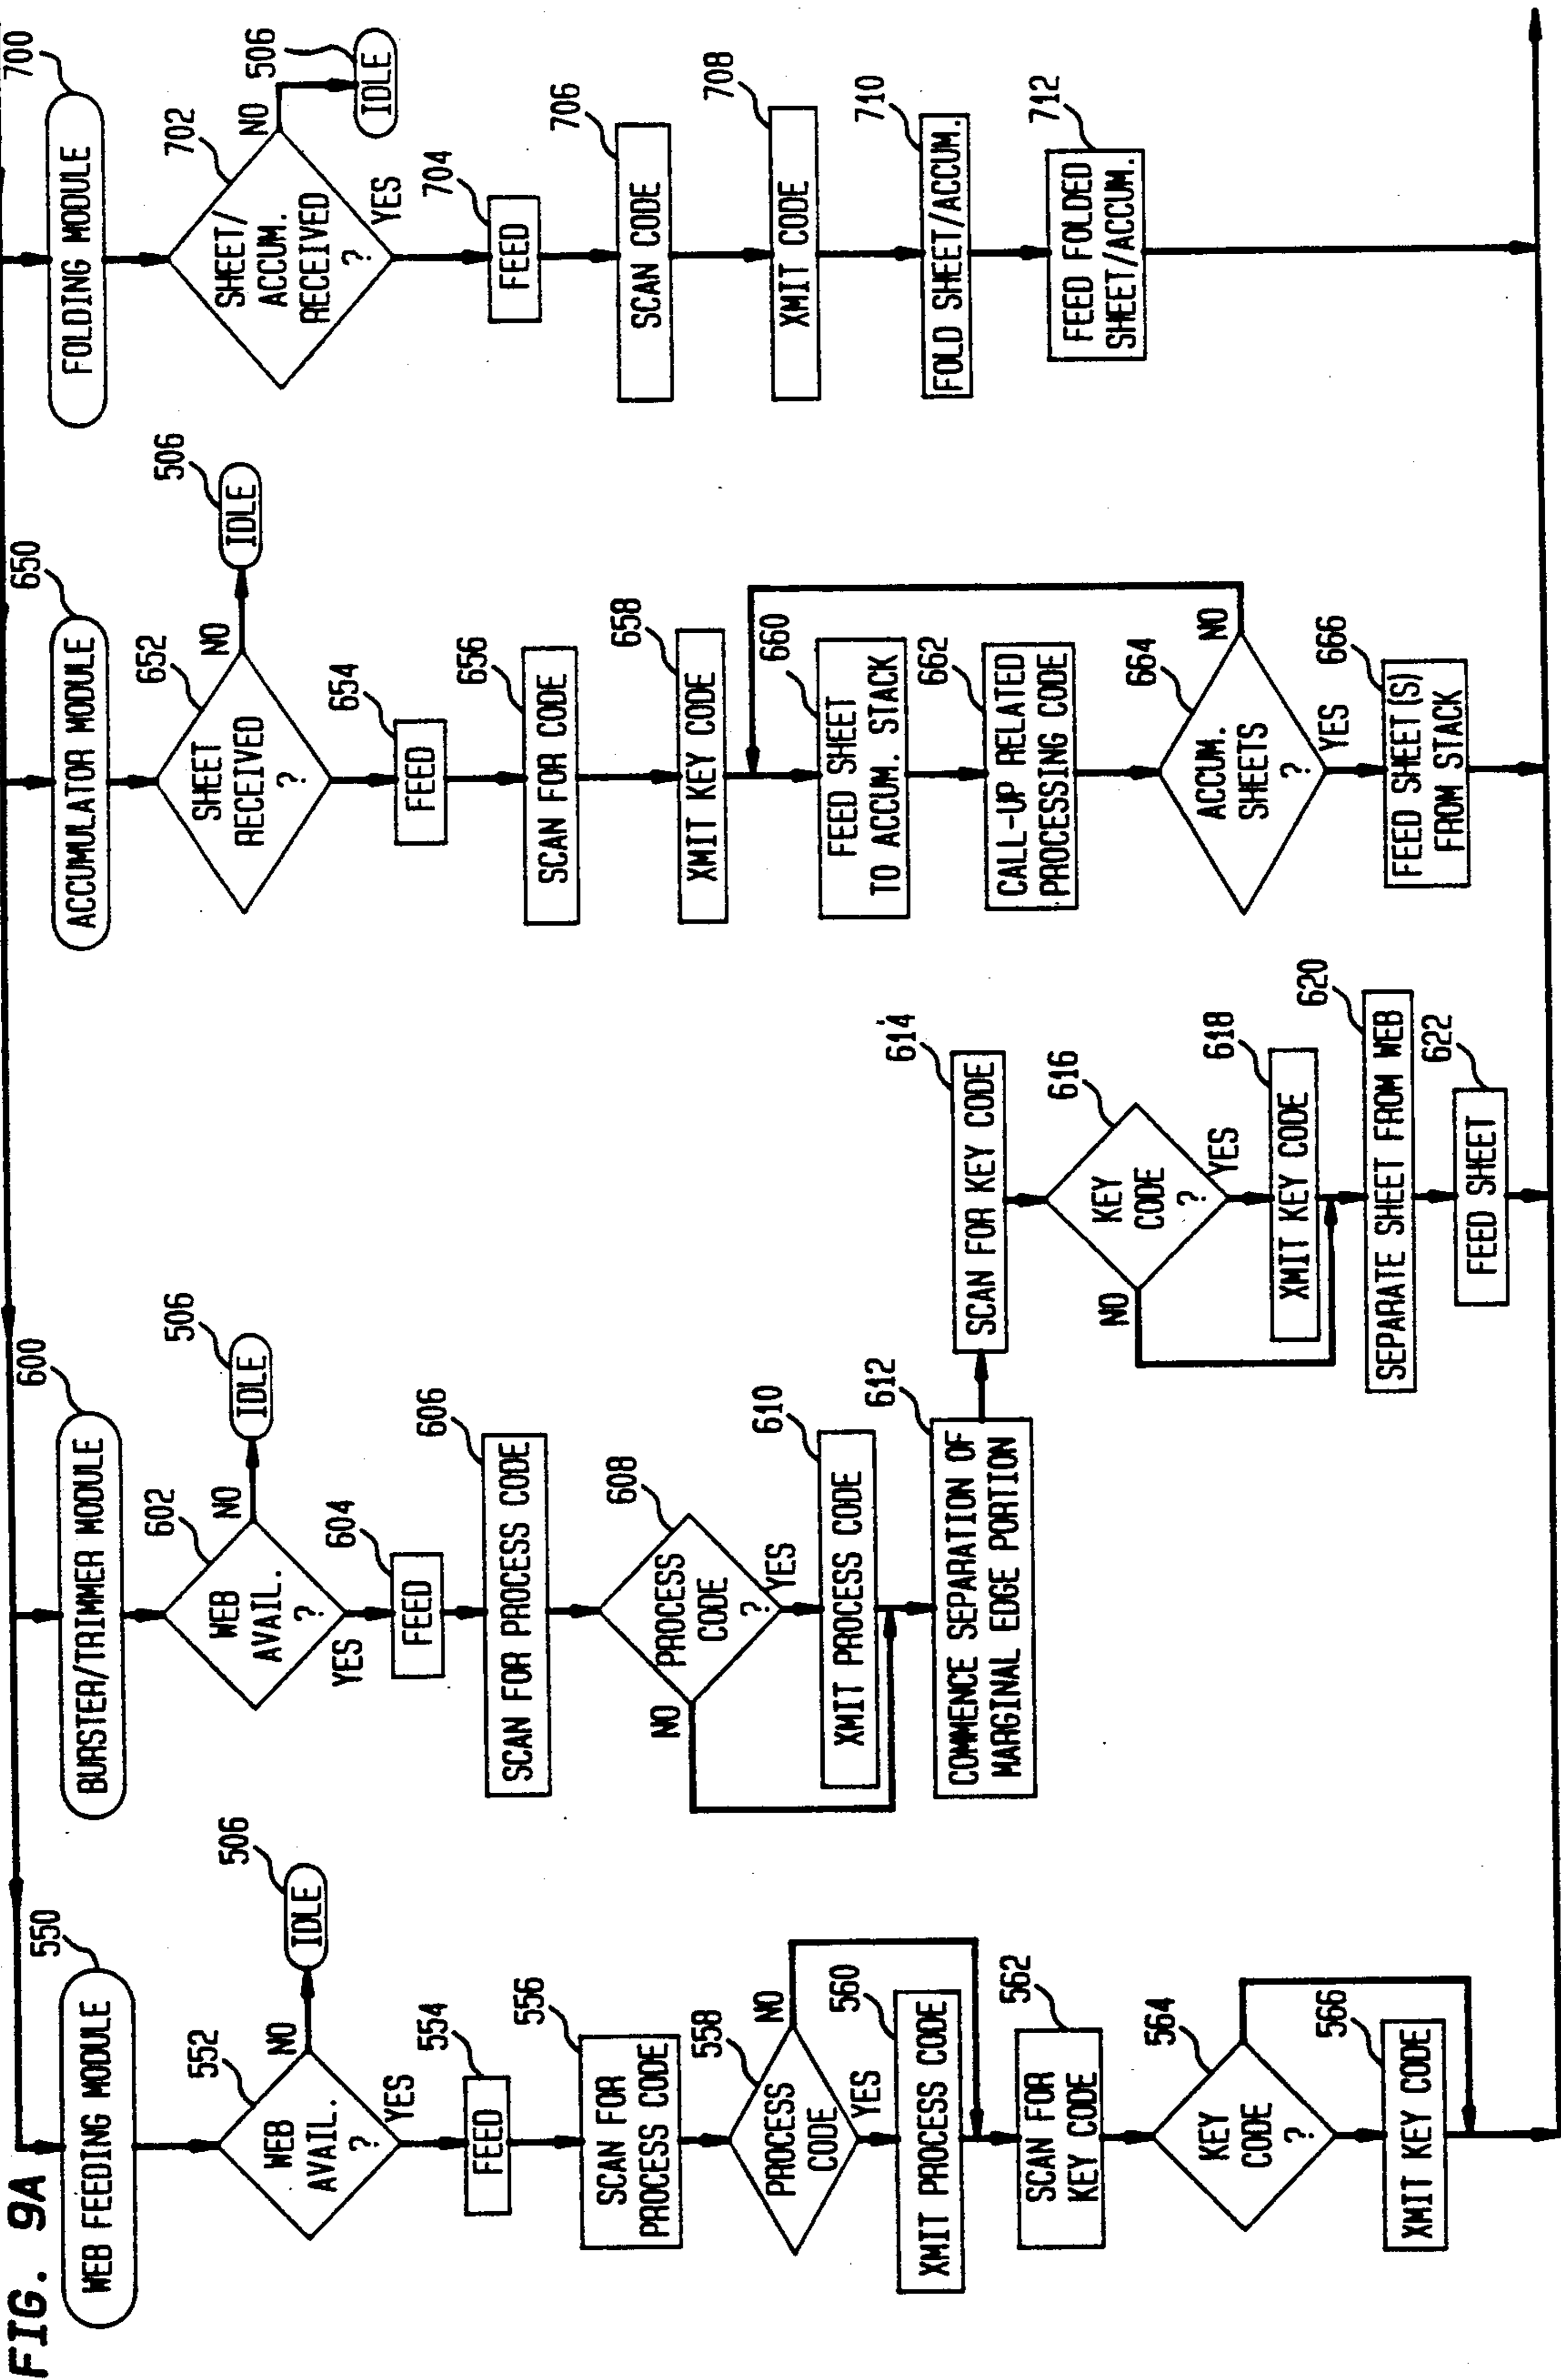 FIG. 9A
WEB FEEDING MODULE
550
WEB
AVAIL.
?
552
NO
IDLE
506
YES
FEED
554
SCAN FOR
PROCESS CODE
556
PROCESS
CODE
558
NO
YES
XMIT PROCESS CODE
560
SCAN FOR
KEY CODE
562
KEY
CODE
?
564
XMIT KEY CODE
566
BURSTER/TRIMMER MODULE
600
WEB
AVAIL.
?
602
NO
IDLE
506
YES
FEED
604
SCAN FOR PROCESS CODE
606
PROCESS
CODE
?
608
NO
YES
XMIT PROCESS CODE
610
COMMENCE SEPARATION OF
MARGINAL EDGE PORTION
612
SCAN FOR KEY CODE
614
KEY
CODE
?
616
NO
YES
XMIT KEY CODE
618
SEPARATE SHEET FROM WEB
620
FEED SHEET
622
ACCUMULATOR MODULE
650
SHEET
RECEIVED
?
652
NO
IDLE
506
FEED
654
SCAN FOR CODE
656
XMIT KEY CODE
658
FEED SHEET
TO ACCUM. STACK
660
CALL-UP RELATED
PROCESSING CODE
662
ACCUM.
SHEETS
?
664
NO
YES
FEED SHEET(S)
FROM STACK
666
FOLDING MODULE
700
SHEET/
ACCUM.
RECEIVED
?
702
NO
IDLE
506
YES
FEED
704
SCAN CODE
706
XMIT CODE
708
FOLD SHEET/ACCUM.
710
FEED FOLDED
SHEET/ACCUM.
712